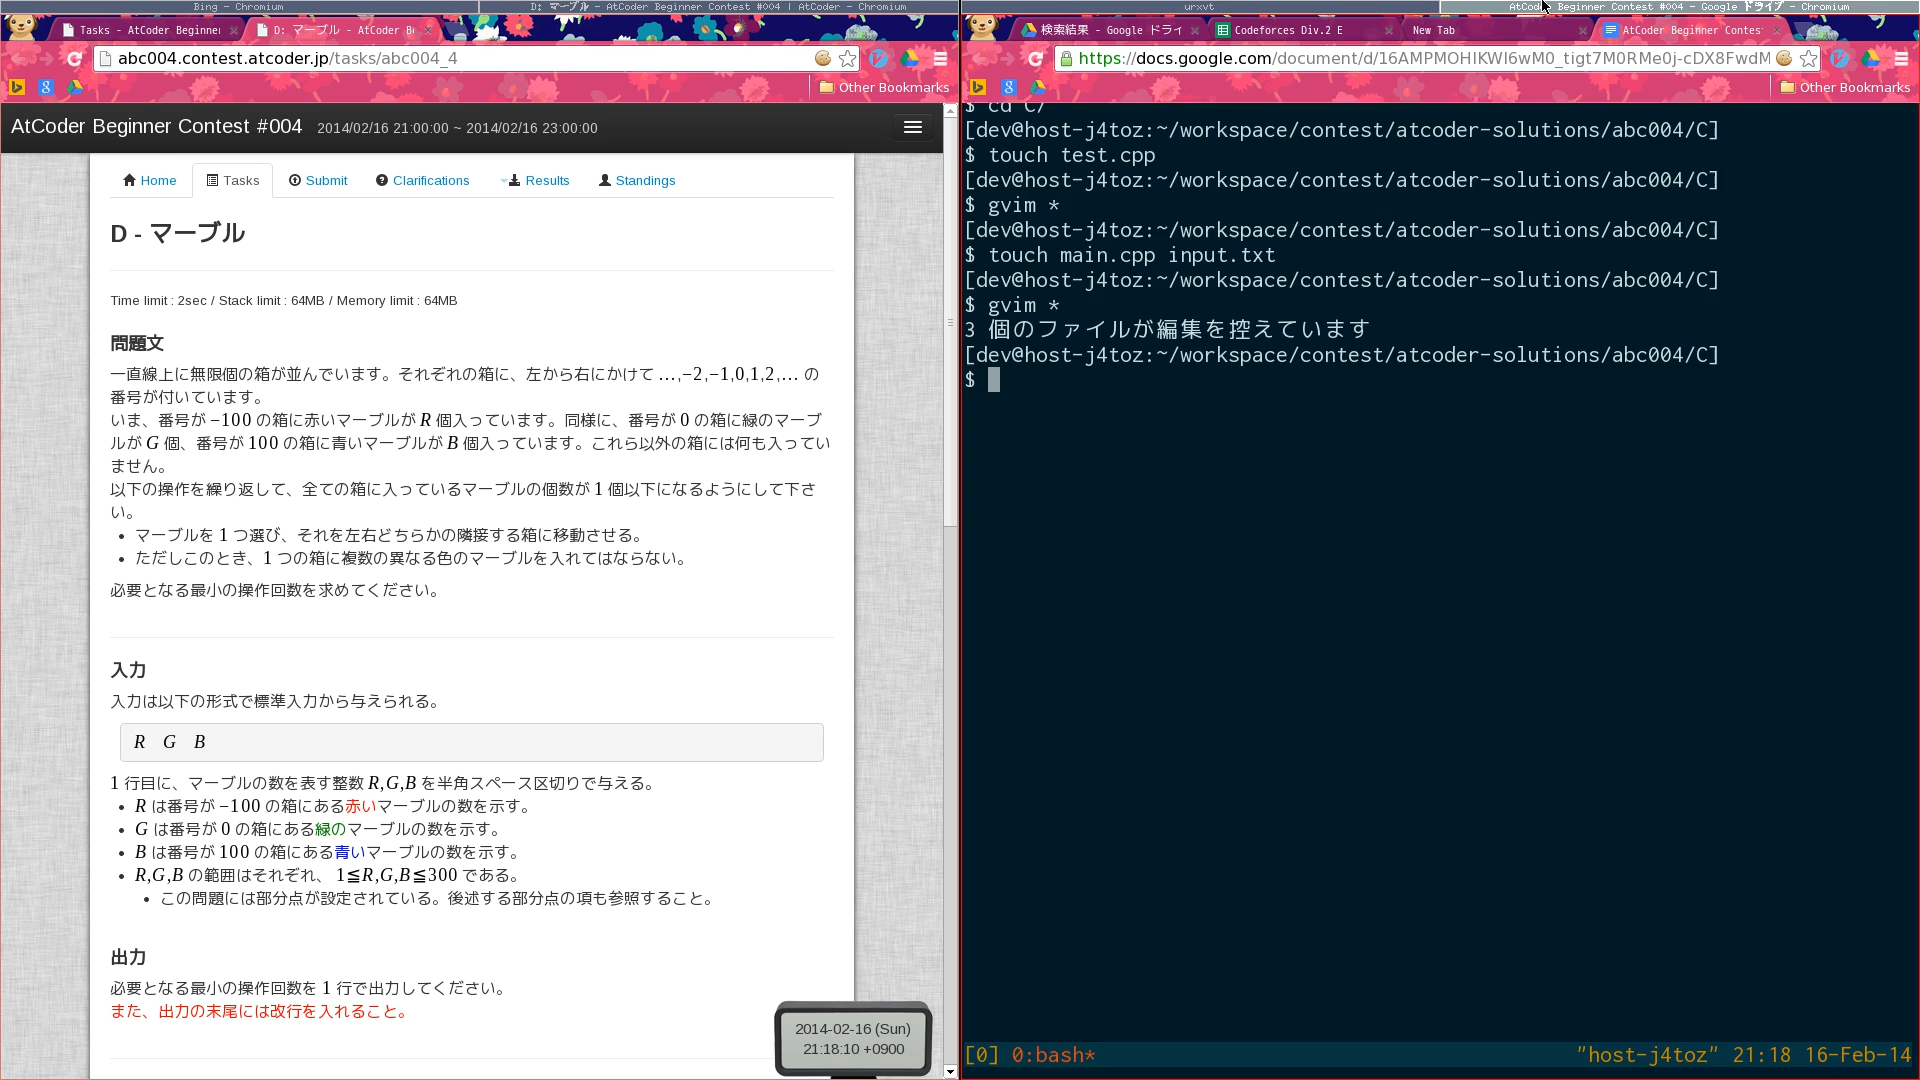 Bing - Chromium
D: マーブル - AtCoder Beginner Contest #004 | AtCoder - Chromium
urxvt
AtCoder Beginner Contest #004 - Google ドライブ - Chromium
Tasks - AtCoder Beginner
D: マーブル - AtCoder Be
検索結果 - Google ドライ
Codeforces Div.2 E
New Tab
AtCoder Beginner Contes
abc004.contest.atcoder.jp/tasks/abc004_4
Other Bookmarks
AtCoder Beginner Contest #004 2014/02/16 21:00:00 ~ 2014/02/16 23:00:00
Home Tasks Submit Clarifications Results Standings
D - マーブル
Time limit : 2sec / Stack limit : 64MB / Memory limit : 64MB
問題文
一直線上に無限個の箱が並んでいます。それぞれの箱に、左から右にかけて …,−2,−1,0,1,2,… の
番号が付いています。
いま、番号が −100 の箱に赤いマーブルが R 個入っています。同様に、番号が 0 の箱に緑のマーブ
ルが G 個、番号が 100 の箱に青いマーブルが B 個入っています。これら以外の箱には何も入ってい
ません。
以下の操作を繰り返して、全ての箱に入っているマーブルの個数が 1 個以下になるようにして下さ
い。
• マーブルを 1 つ選び、それを左右どちらかの隣接する箱に移動させる。
• ただしこのとき、1 つの箱に複数の異なる色のマーブルを入れてはならない。
必要となる最小の操作回数を求めてください。
入力
入力は以下の形式で標準入力から与えられる。
R G B
1 行目に、マーブルの数を表す整数 R,G,B を半角スペース区切りで与える。
• R は番号が −100 の箱にある赤いマーブルの数を示す。
• G は番号が 0 の箱にある緑のマーブルの数を示す。
• B は番号が 100 の箱にある青いマーブルの数を示す。
• R,G,B の範囲はそれぞれ、 1≦R,G,B≦300 である。
• この問題には部分点が設定されている。後述する部分点の項も参照すること。
出力
必要となる最小の操作回数を 1 行で出力してください。
また、出力の末尾には改行を入れること。
2014-02-16 (Sun)
21:18:10 +0900
https://docs.google.com/document/d/16AMPMOHIKWI6wM0_tigt7M0RMe0j-cDX8FwdM
Other Bookmarks
$ cd C/
[dev@host-j4toz:~/workspace/contest/atcoder-solutions/abc004/C]
$ touch test.cpp
[dev@host-j4toz:~/workspace/contest/atcoder-solutions/abc004/C]
$ gvim *
[dev@host-j4toz:~/workspace/contest/atcoder-solutions/abc004/C]
$ touch main.cpp input.txt
[dev@host-j4toz:~/workspace/contest/atcoder-solutions/abc004/C]
$ gvim *
3 個のファイルが編集を控えています
[dev@host-j4toz:~/workspace/contest/atcoder-solutions/abc004/C]
$
[0] 0:bash* "host-j4toz" 21:18 16-Feb-14